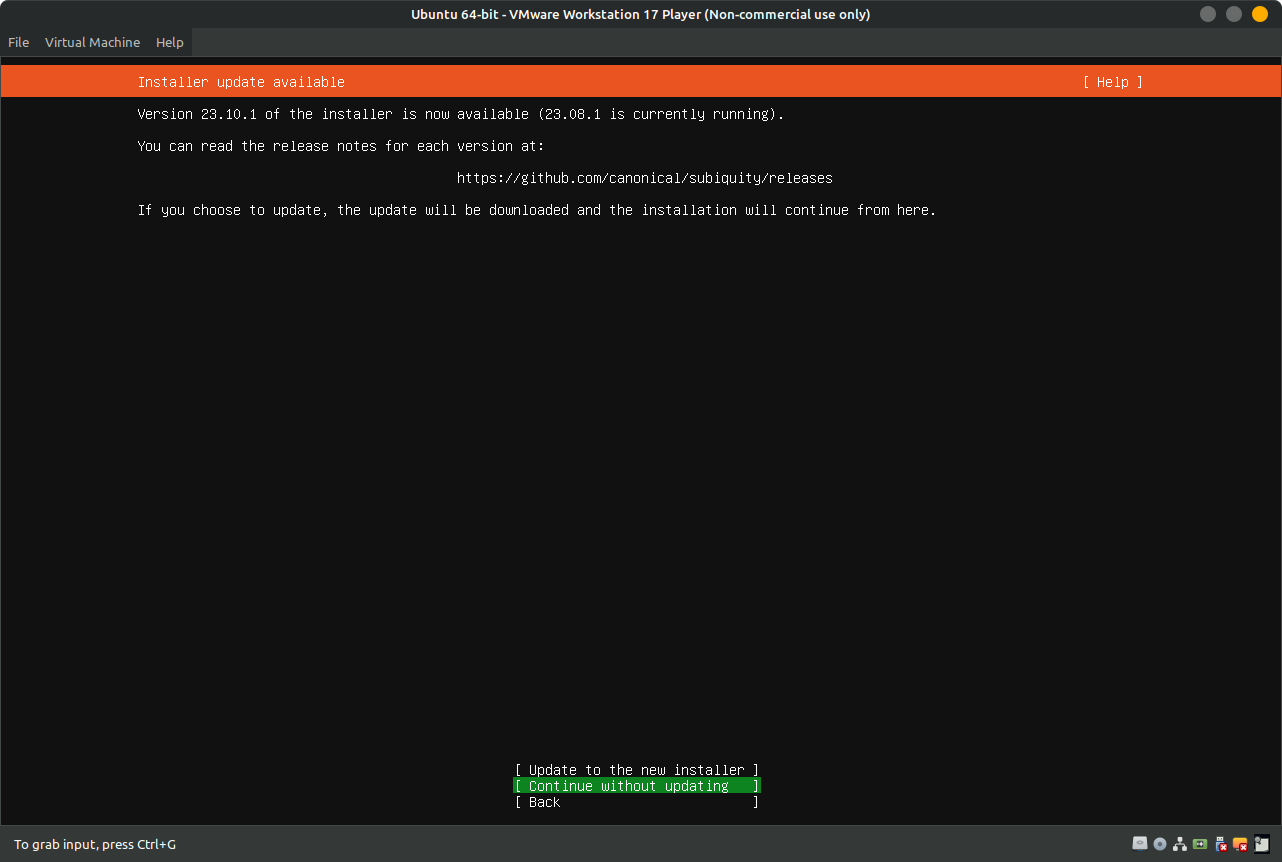 Ubuntu 64-bit - VMware Workstation 17 Player (Non-commercial use only)
File Virtual Machine Help
Installer update available [ Help ]
Version 23.10.1 of the installer is now available (23.08.1 is currently running).
You can read the release notes for each version at:
https://github.com/canonical/subiquity/releases
If you choose to update, the update will be downloaded and the installation will continue from here.
[ Update to the new installer ]
[ Continue without updating ]
[ Back ]
To grab input, press Ctrl+G